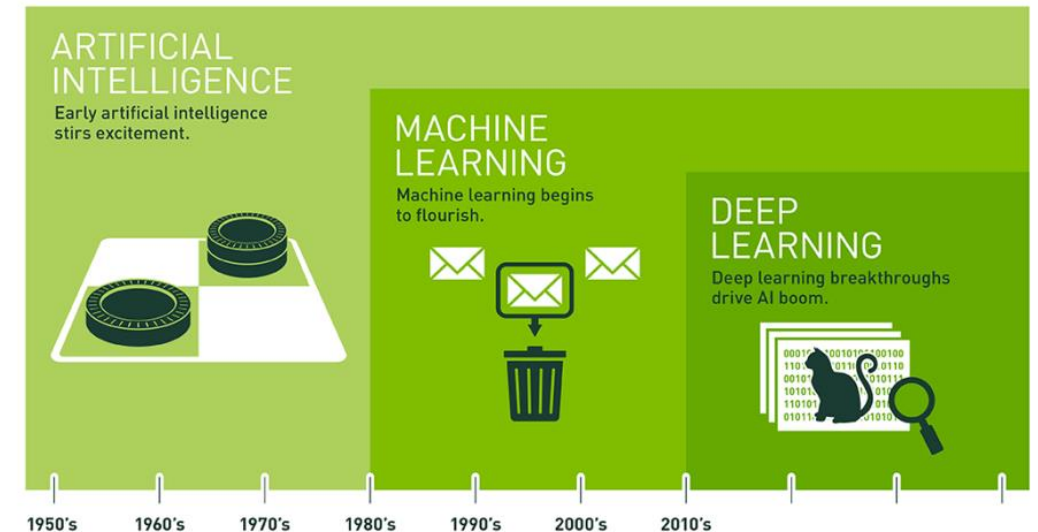 ARTIFICIAL
INTELLIGENCE
Early artificial intelligence
stirs excitement.
MACHINE
LEARNING
Machine learning begins
to flourish.
DEEP
LEARNING
Deep learning breakthroughs
drive AI boom.
1950's 1960's 1970's 1980's 1990's 2000's 2010's